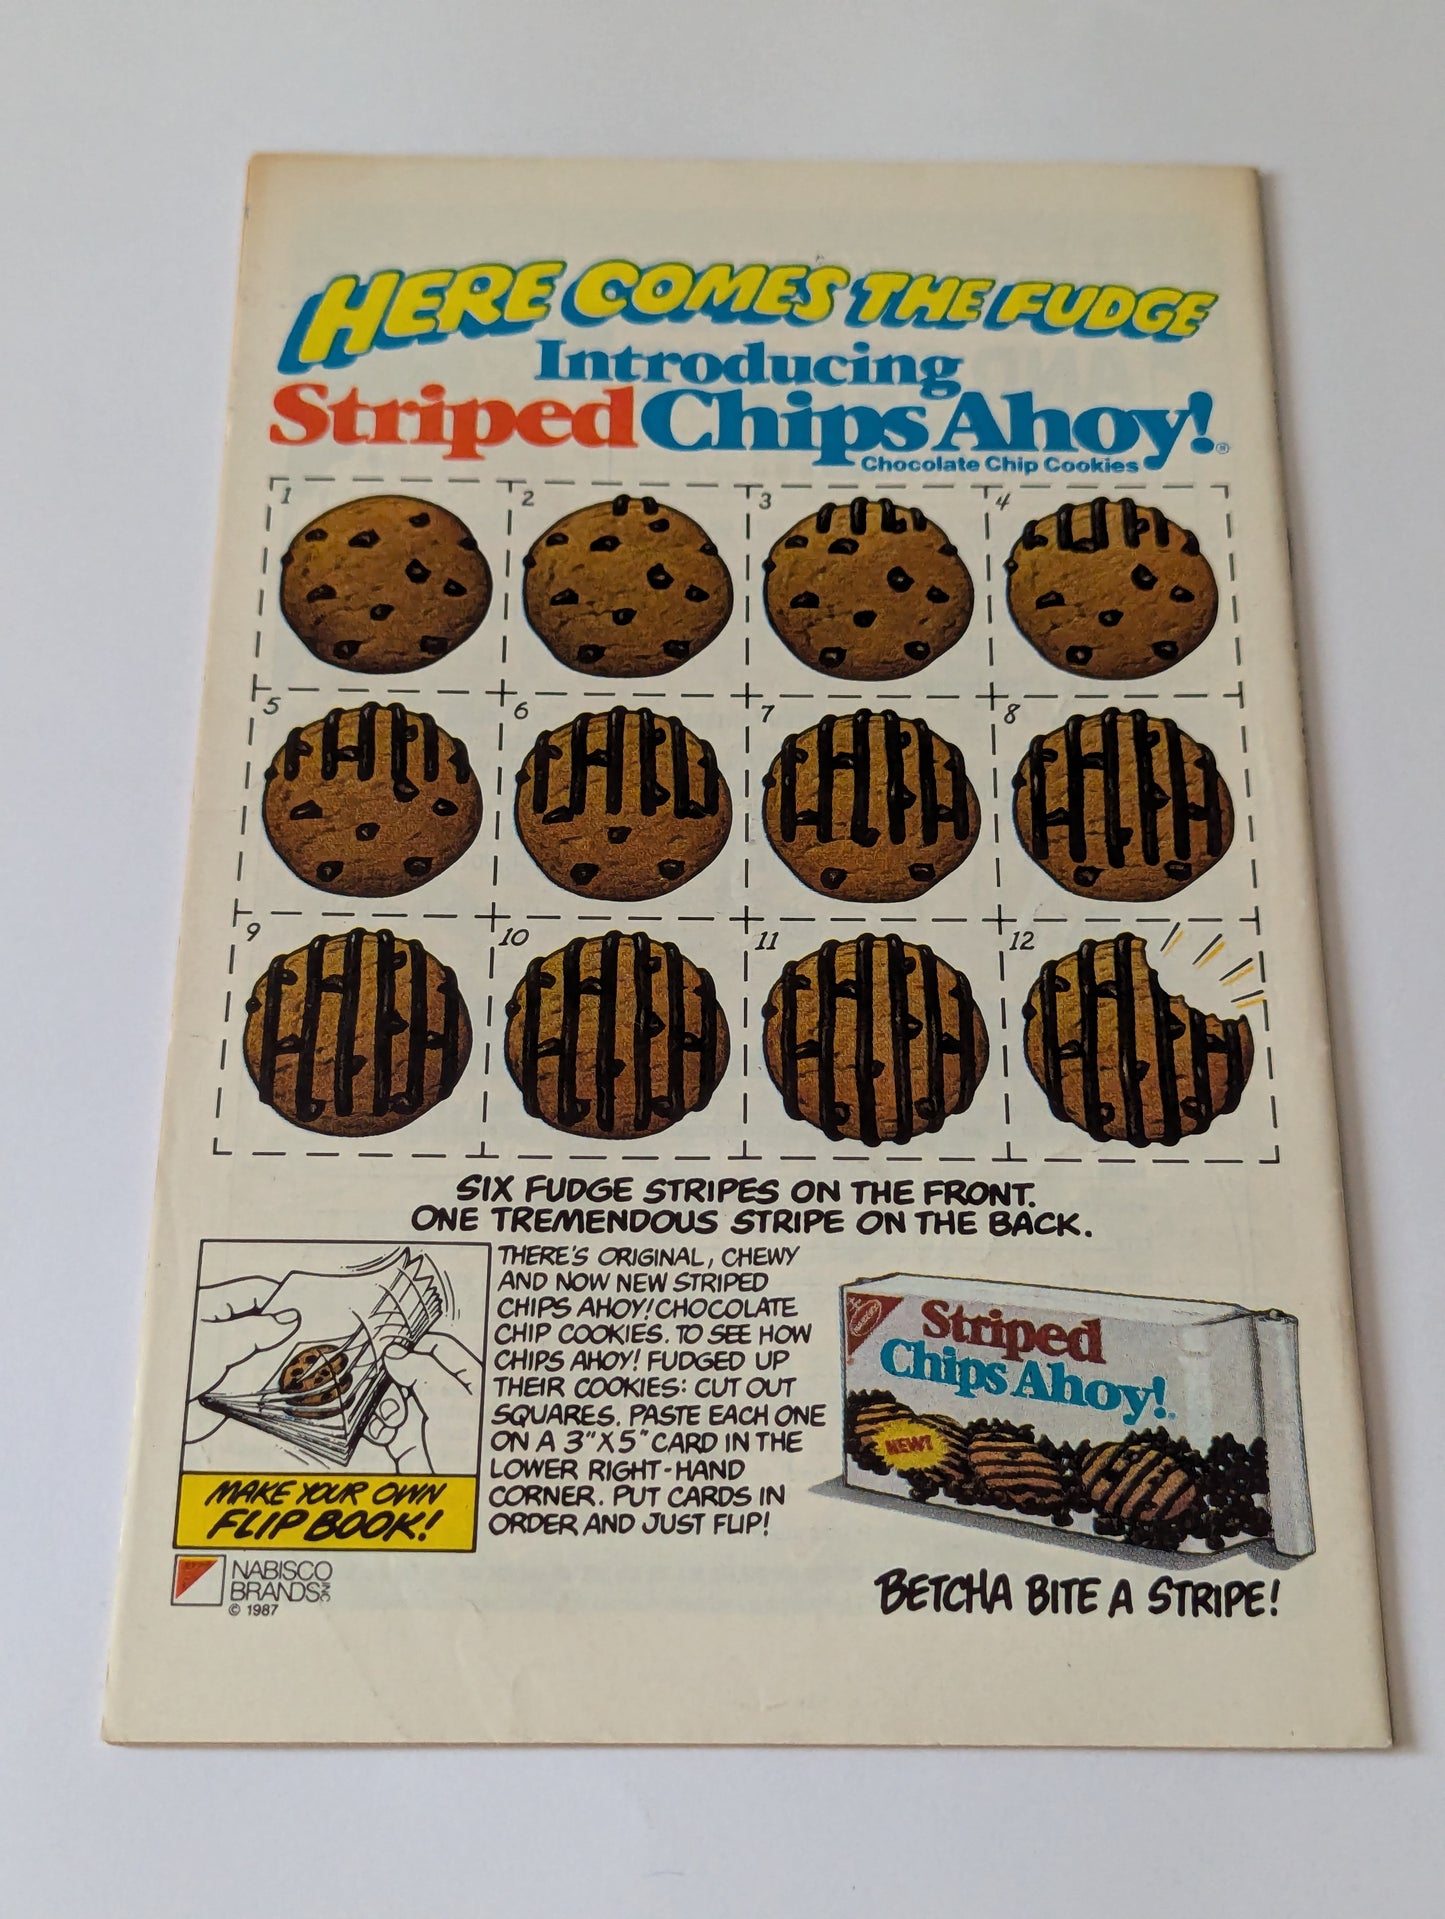 HERE COMES THE FUDGE
Introducing
Striped Chips Ahoy!®
Chocolate Chip Cookies
1
2
3
4
5
6
7
8
9
10
11
12
SIX FUDGE STRIPES ON THE FRONT.
ONE TREMENDOUS STRIPE ON THE BACK.
MAKE YOUR OWN
FLIP BOOK!
THERE'S ORIGINAL, CHEWY
AND NOW NEW STRIPED
CHIPS AHOY! CHOCOLATE
CHIP COOKIES. TO SEE HOW
CHIPS AHOY! FUDGED UP
THEIR COOKIES: CUT OUT
SQUARES. PASTE EACH ONE
ON A 3"X5" CARD IN THE
LOWER RIGHT-HAND
CORNER. PUT CARDS IN
ORDER AND JUST FLIP!
NABISCO
Striped
Chips Ahoy!
NEW!
BETCHA BITE A STRIPE!
NABISCO
BRANDS INC
© 1987